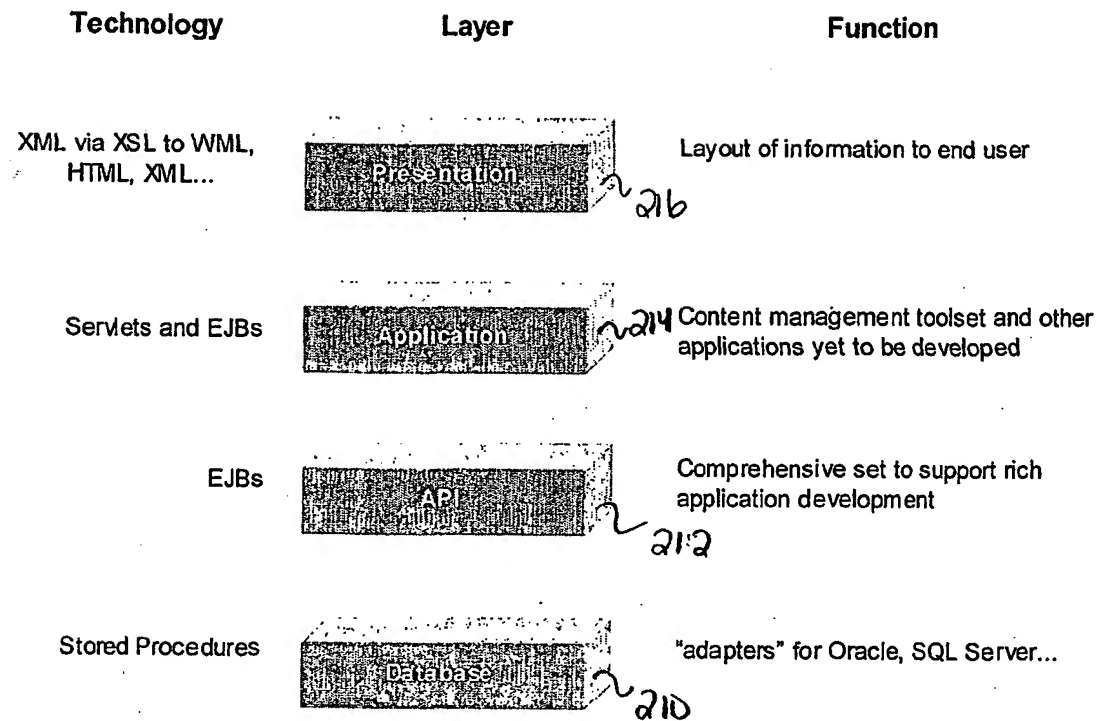 Technology Layer Function
XML via XSL to WML,
HTML, XML...
Presentation
216
Layout of information to end user
Servlets and EJBs
Application
214
Content management toolset and other
applications yet to be developed
EJBs
API
212
Comprehensive set to support rich
application development
Stored Procedures
Database
210
"adapters" for Oracle, SQL Server...